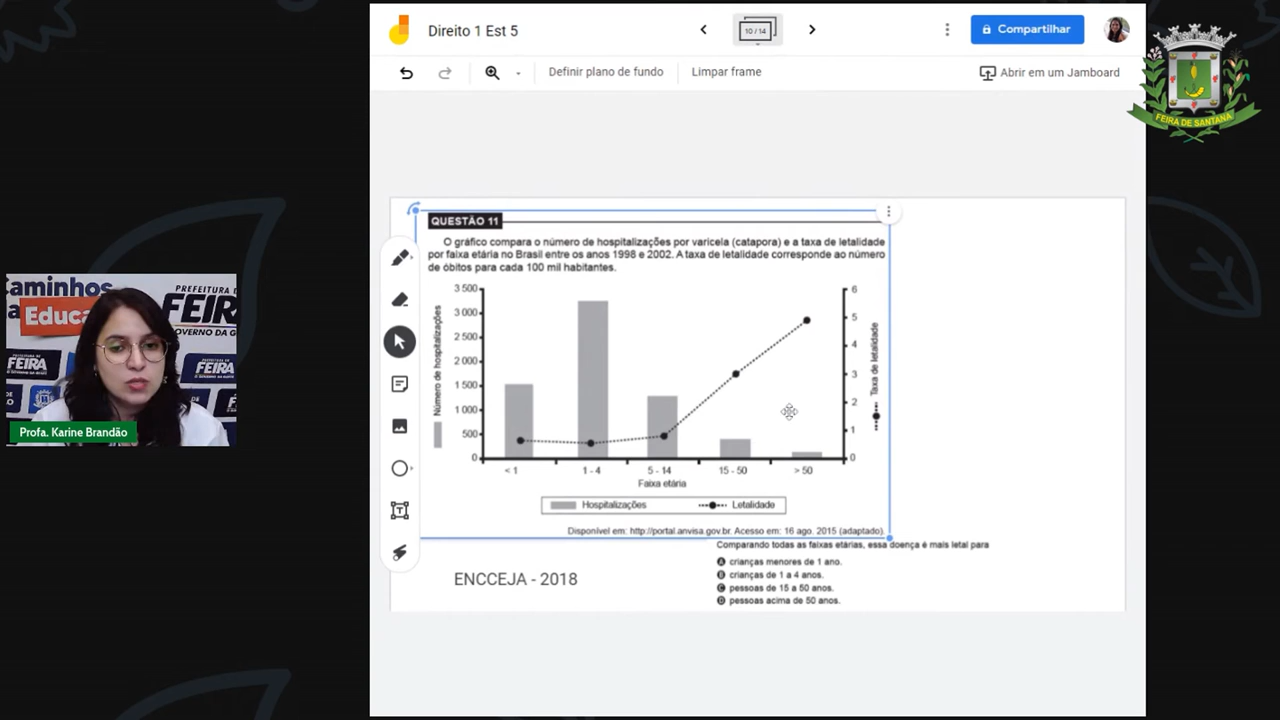 Direito 1 Est 5
10 / 14
Compartilhar
Definir plano de fundo
Limpar frame
Abrir em um Jamboard
FEIRA DE SANTANA
QUESTÃO 11
O gráfico compara o número de hospitalizações por varicela (catapora) e a taxa de letalidade
por faixa etária no Brasil entre os anos 1998 e 2002. A taxa de letalidade corresponde ao número
de óbitos para cada 100 mil habitantes.
Número de hospitalizações
3 500
3 000
2 500
2 000
1 500
1 000
500
0
6
5
4
3
2
1
0
Taxa de letalidade
< 1
1 - 4
5 - 14
15 - 50
> 50
Faixa etária
Hospitalizações
Letalidade
Disponível em: http://portal.anvisa.gov.br. Acesso em: 16 ago. 2015 (adaptado).
Comparando todas as faixas etárias, essa doença é mais letal para
A crianças menores de 1 ano.
B crianças de 1 a 4 anos.
C pessoas de 15 a 50 anos.
D pessoas acima de 50 anos.
ENCCEJA - 2018
Caminhos
Educa
PREFEITURA DE
FEIRA
FEIRA
FEIRA
Profa. Karine Brandão